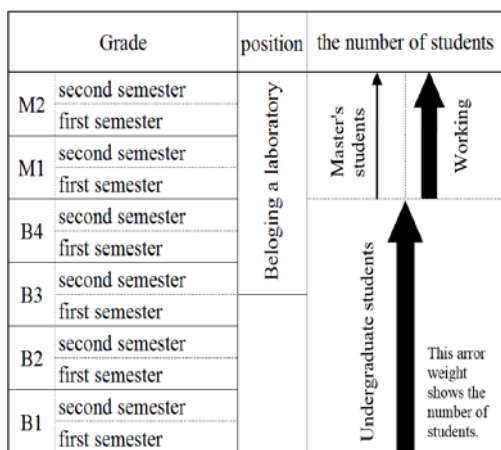 Grade position the number of students
M2 second semester
first semester
M1 second semester
first semester
B4 second semester
first semester
B3 second semester
first semester
B2 second semester
first semester
B1 second semester
first semester
Beloging a laboratory
Master's
students
Working
Undergraduate students
This arror
weight
shows the
number of
students.